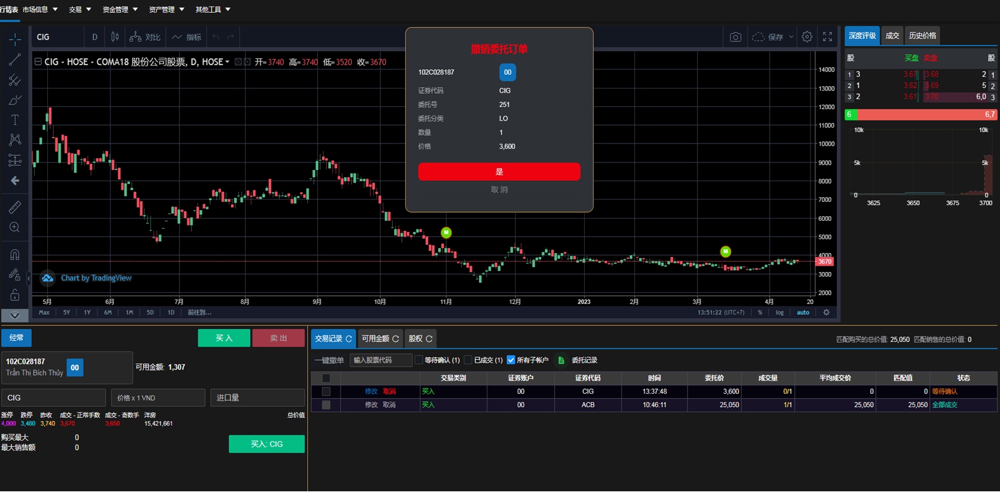 行情表 市场信息 交易 资金管理 资产管理 其他工具
CIG D 对比 指标 保存
CIG - HOSE - COMA18 股份公司股票, D, HOSE 开=3740 高=3740 低=3520 收=3670
14000
13000
12000
11000
10000
9000
8000
7000
6000
5000
4000
3670
3000
2000
M
M
Chart by TradingView
5月 6月 7月 8月 9月 10月 11月 12月 2023 2月 3月 4月 20
Max 5Y 1Y 6M 1M 5D 1D 前往到... 13:51:22 (UTC+7) % log auto
撤销委托订单
102C028187 00
证券代码 CIG
委托号 251
委托分类 LO
数量 1
价格 3,600
是
取消
深度评级 成交 历史价格
股 买盘 卖盘 股
1 3 3.67 3.68 2 1
2 1 3.62 3.69 5 2
3 2 3.61 3.70 6,0 3
6 6,7
10k 10k
5k 5k
0 0
3625 3650 3675 3700
经常 买入 卖出
102C028187
Trần Thị Bích Thủy 00 可用金额: 1,307
CIG 价格 x 1 VND 进口量
涨停 跌停 昨收 成交 - 正常手数 成交 - 奇数手 洋房 总价值
4,000 3,480 3,740 3,670 3,650 15,421,661
购买最大 0
最大销售额 0
买入: CIG
交易记录 可用金额 股权 匹配购买的总价值: 25,050 匹配销售的总价值: 0
一键撤单 输入股票代码 等待确认 (1) 已成交 (1) 所有子帐户 委托记录
交易类别 证券账户 证券代码 时间 委托价 成交量 平均成交价 匹配值 状态
修改 取消 买入 00 CIG 13:37:48 3,600 0/1 0 0 等待确认
修改 取消 买入 00 ACB 10:46:11 25,050 1/1 25,050 25,050 全部成交